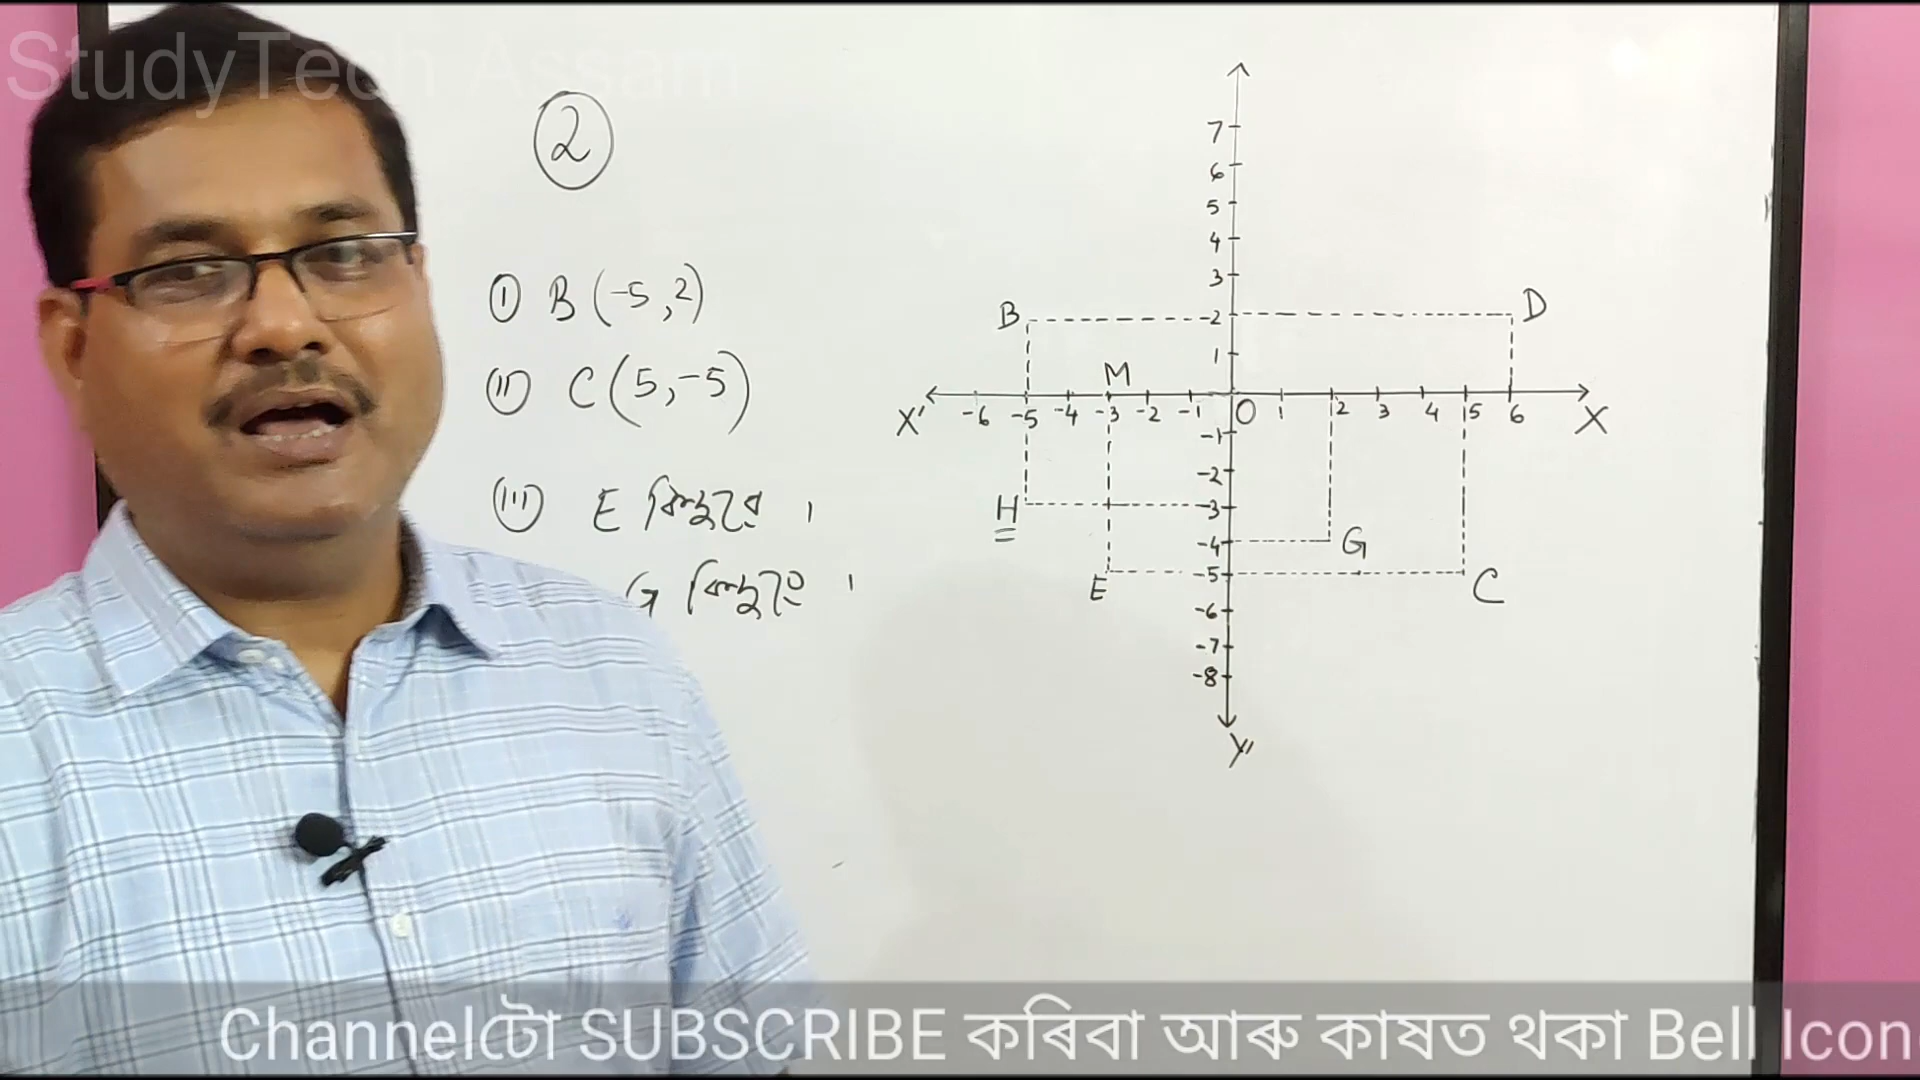 StudyTech Assam
2
(i) B (-5,2)
(ii) C (5,-5)
(iii) E বিন্দুৱে ।
G বিন্দুৱে ।
7
6
5
4
3
B -2 D
1
M
X' -6 -5 -4 -3 -2 -1 O 1 2 3 4 5 6 X
-1
-2
H -3
-4 G
E -5 C
-6
-7
-8
Y'
Channelটো SUBSCRIBE কৰিবা আৰু কাষত থকা Bell Icon